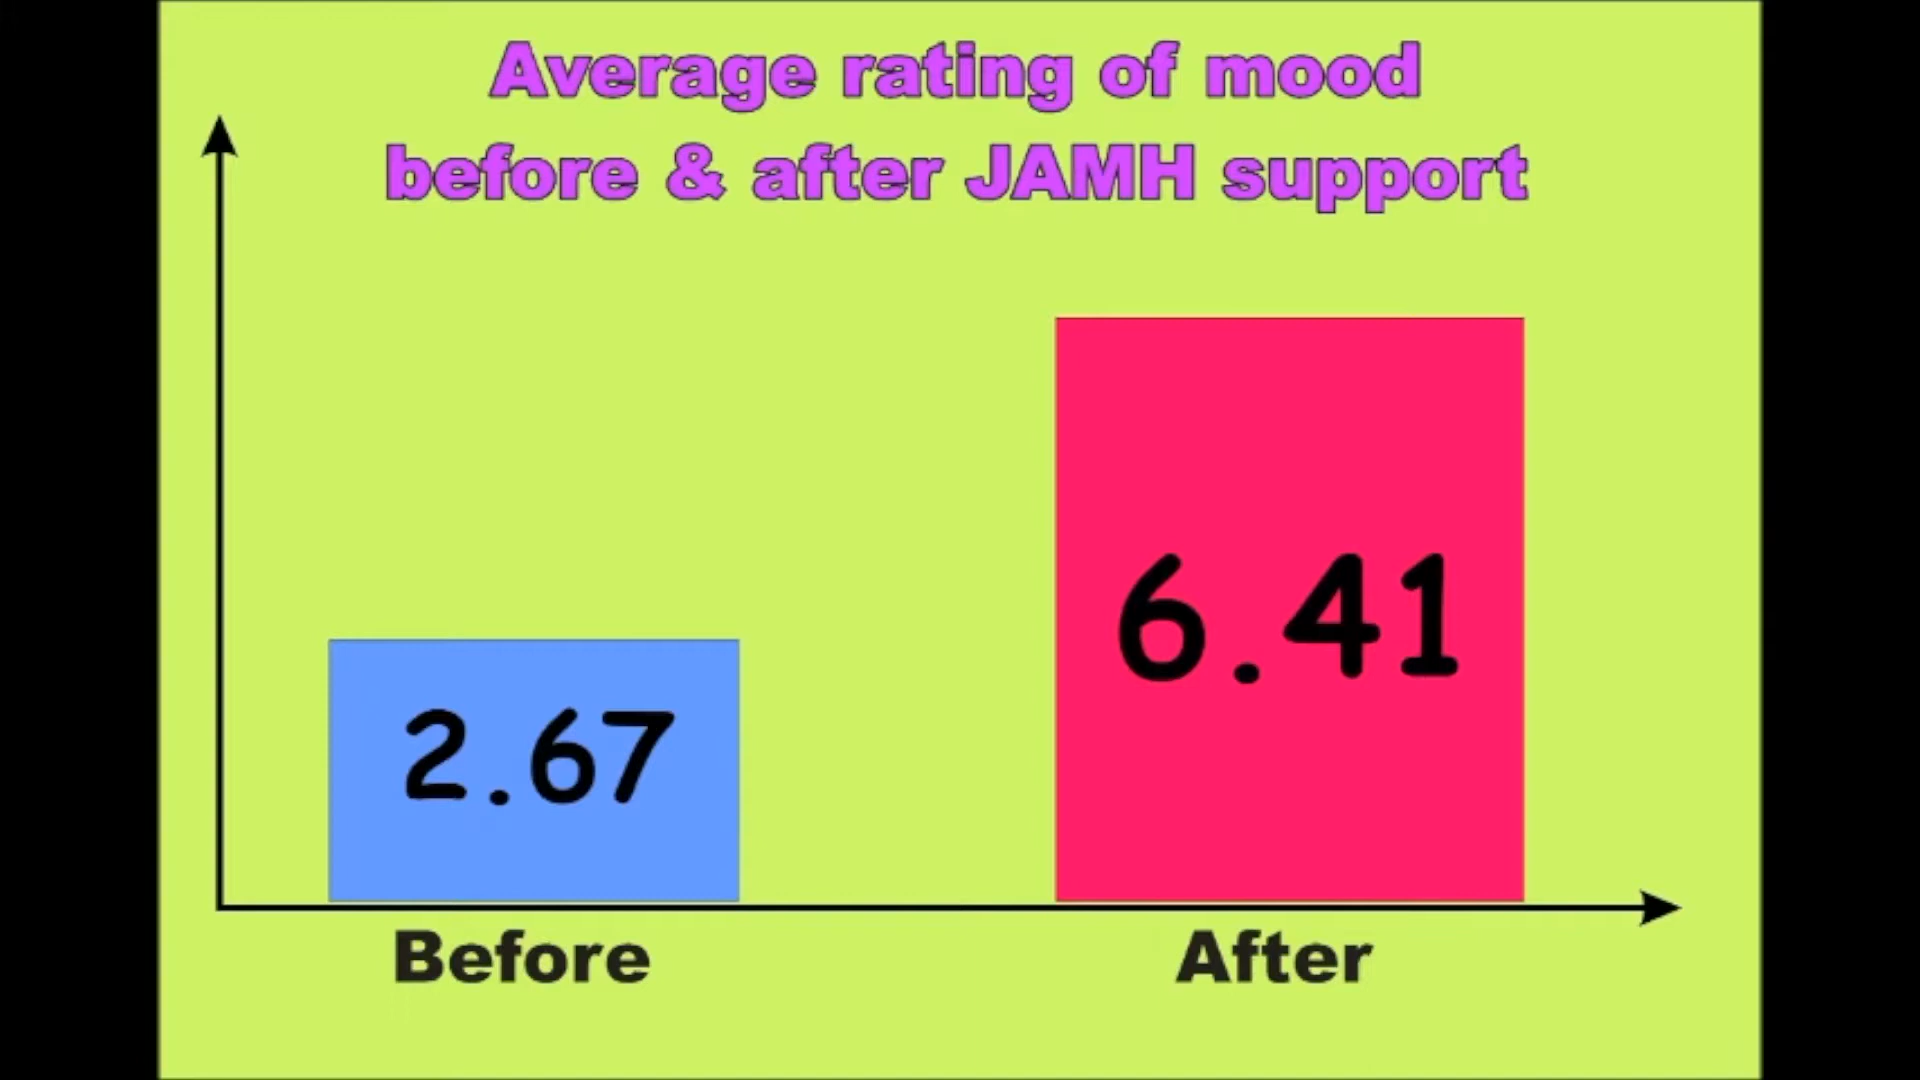 Average rating of mood
before & after JAMH support
2.67
6.41
Before
After